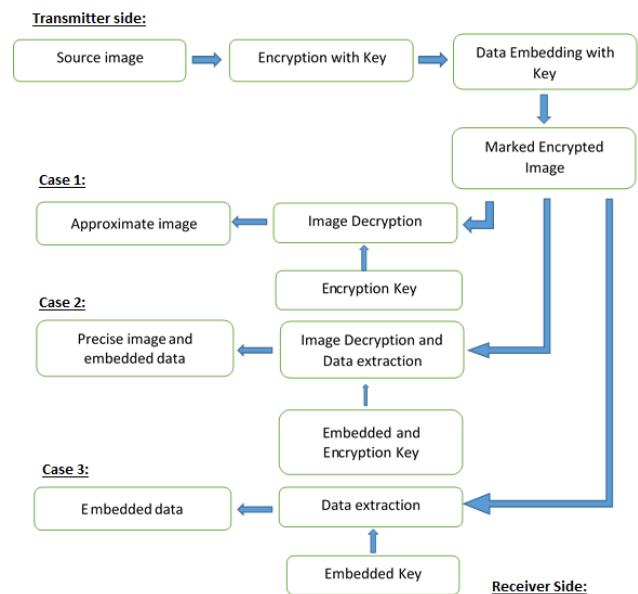 Transmitter side:
Source image
Encryption with Key
Data Embedding with
Key
Marked Encrypted
Image
Case 1:
Approximate image
Image Decryption
Encryption Key
Case 2:
Precise image and
embedded data
Image Decryption and
Data extraction
Embedded and
Encryption Key
Case 3:
Embedded data
Data extraction
Embedded Key
Receiver Side: